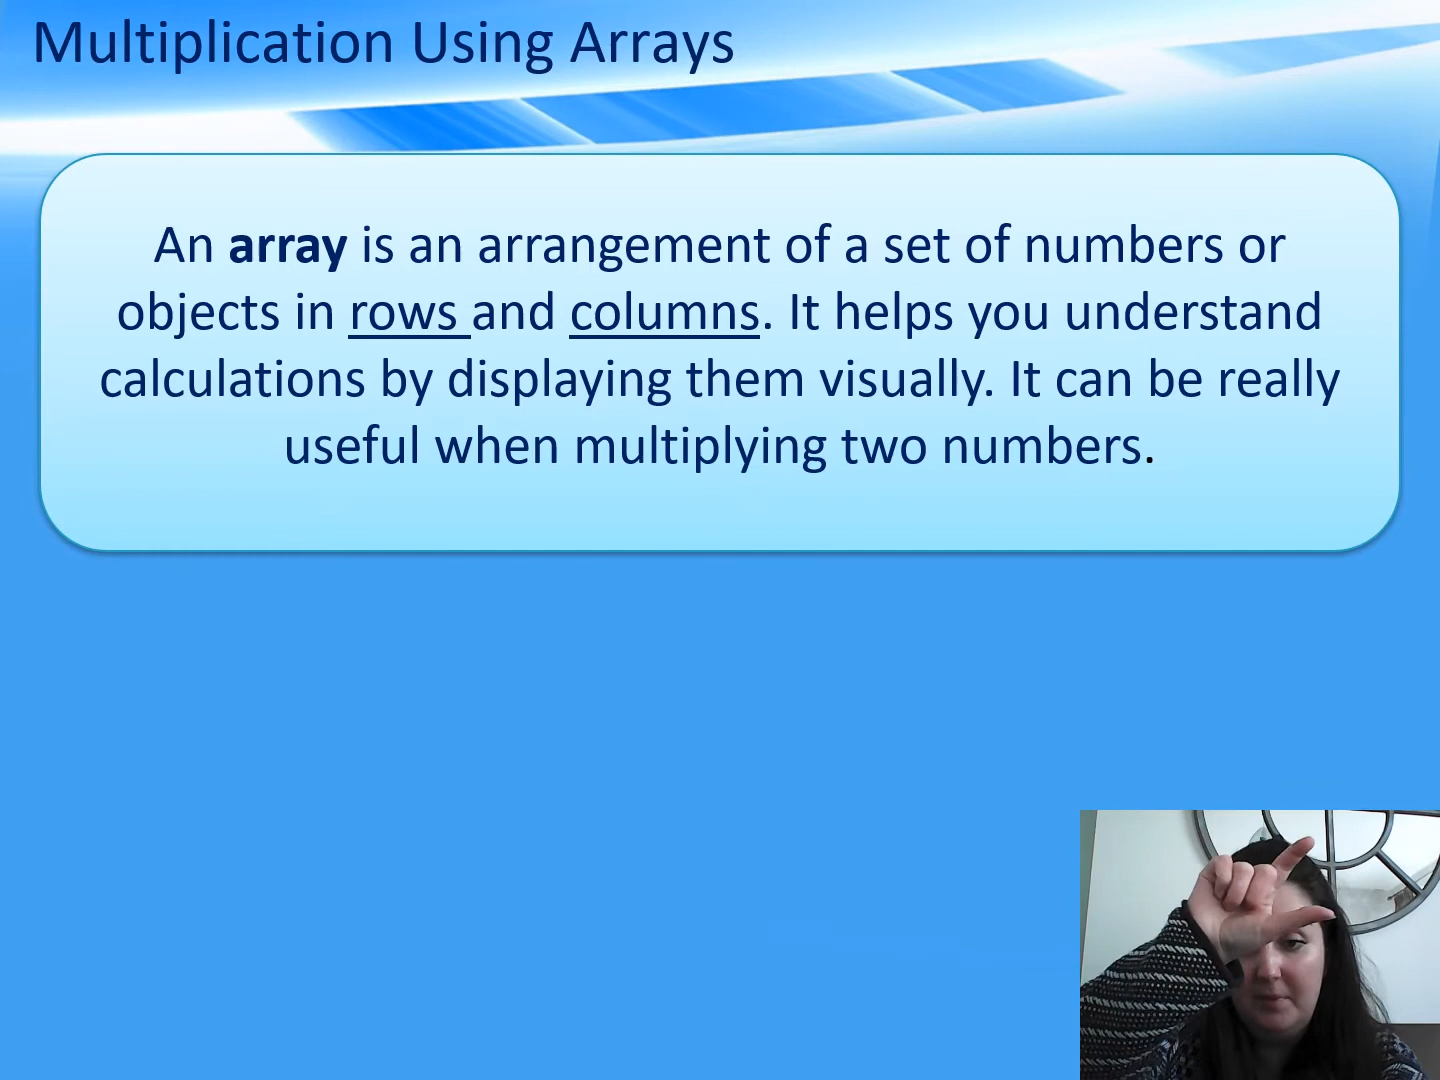 Multiplication Using Arrays
An array is an arrangement of a set of numbers or
objects in rows and columns. It helps you understand
calculations by displaying them visually. It can be really
useful when multiplying two numbers.